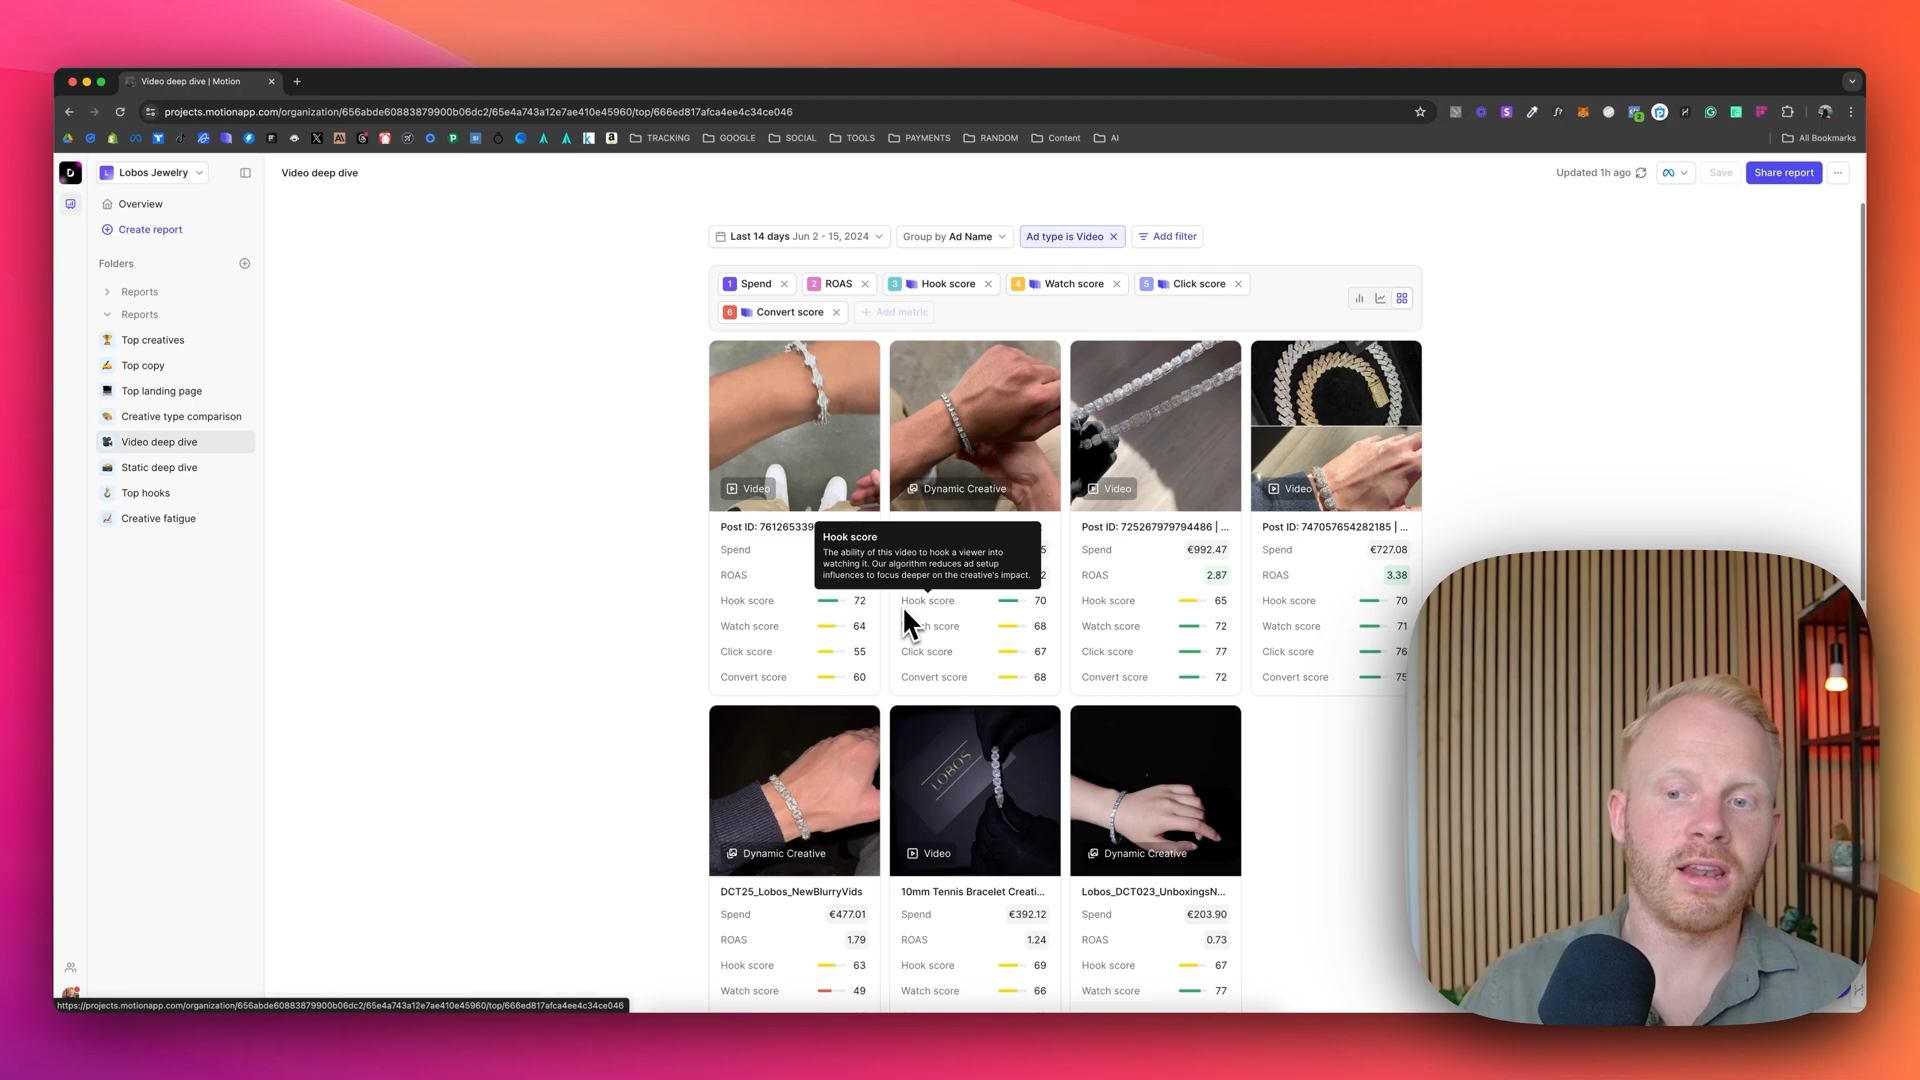 Video deep dive | Motion
projects.motionapp.com/organization/656abde60883879900b06dc2/65e4a743a12e7ae410e45960/top/666ed817afca4ee4c34ce046
TRACKING
GOOGLE
SOCIAL
TOOLS
PAYMENTS
RANDOM
Content
AI
All Bookmarks
D
L
Lobos Jewelry
Video deep dive
Updated 1h ago
Save
Share report
Overview
Create report
Folders
Reports
Reports
Top creatives
Top copy
Top landing page
Creative type comparison
Video deep dive
Static deep dive
Top hooks
Creative fatigue
Last 14 days Jun 2 - 15, 2024
Group by Ad Name
Ad type is Video
Add filter
1 Spend
2 ROAS
3 Hook score
4 Watch score
5 Click score
6 Convert score
+ Add metric
Video
Dynamic Creative
Video
Video
Post ID: 761265339
Post ID: 725267979794486 | ...
Post ID: 747057654282185 | ...
Hook score
The ability of this video to hook a viewer into
watching it. Our algorithm reduces ad setup
influences to focus deeper on the creative's impact.
Spend
5
Spend €992.47
Spend €727.08
ROAS
2
ROAS 2.87
ROAS 3.38
Hook score 72
Hook score 70
Hook score 65
Hook score 70
Watch score 64
ch score 68
Watch score 72
Watch score 71
Click score 55
Click score 67
Click score 77
Click score 76
Convert score 60
Convert score 68
Convert score 72
Convert score 75
LOBOS
Dynamic Creative
Video
Dynamic Creative
DCT25_Lobos_NewBlurryVids
10mm Tennis Bracelet Creati...
Lobos_DCT023_UnboxingsN...
Spend €477.01
Spend €392.12
Spend €203.90
ROAS 1.79
ROAS 1.24
ROAS 0.73
Hook score 63
Hook score 69
Hook score 67
Watch score 49
Watch score 66
Watch score 77
https://projects.motionapp.com/organization/656abde60883879900b06dc2/65e4a743a12e7ae410e45960/top/666ed817afca4ee4c34ce046